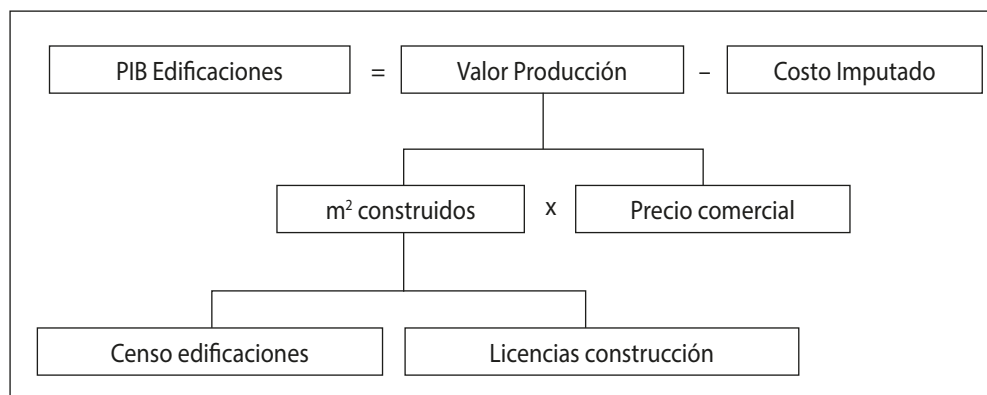 PIB Edificaciones = Valor Producción – Costo Imputado
m² construidos x Precio comercial
Censo edificaciones Licencias construcción